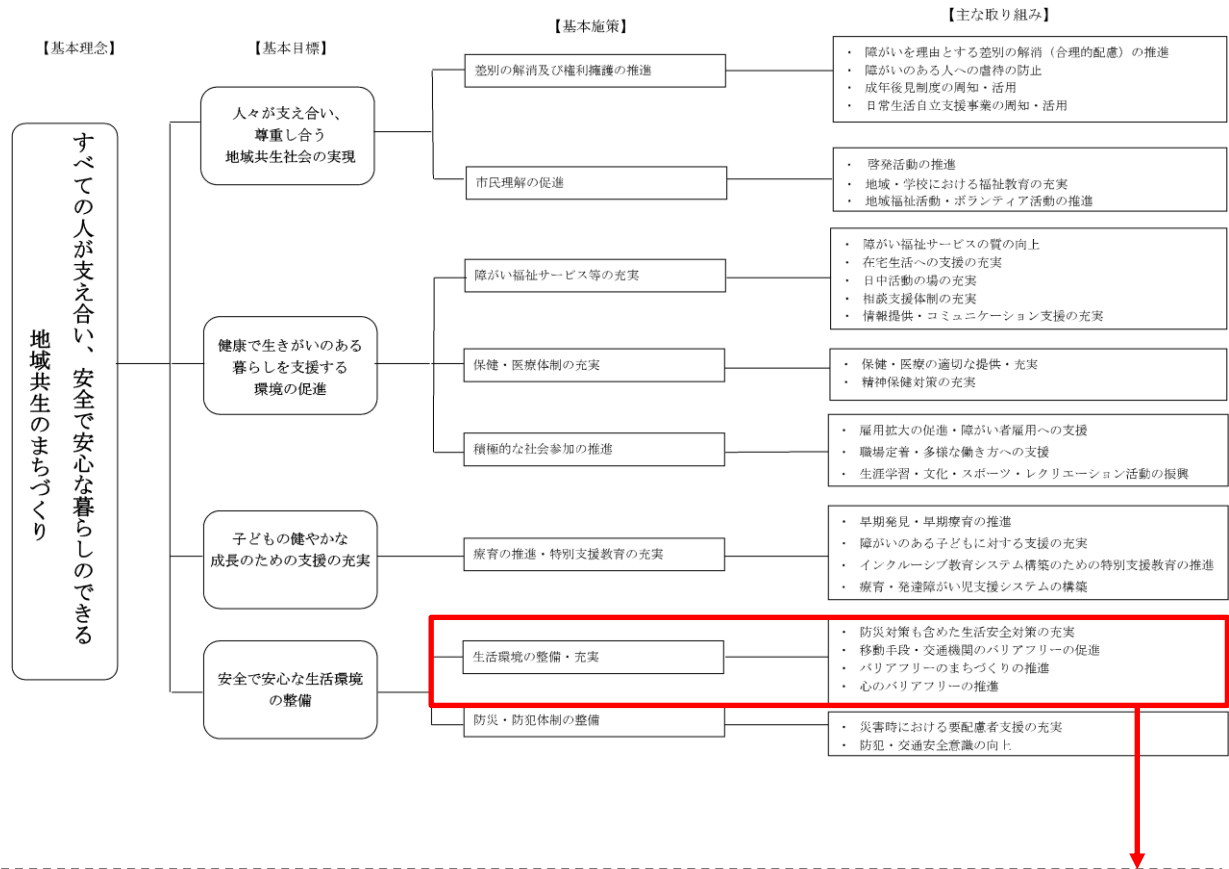 【基本理念】
【基本目標】
【基本施策】
【主な取り組み】
すべての人が支え合い、安全で安心な暮らしのできる
地域共生のまちづくり
人々が支え合い、
尊重し合う
地域共生社会の実現
差別の解消及び権利擁護の推進
・ 障がいを理由とする差別の解消（合理的配慮）の推進
・ 障がいのある人への虐待の防止
・ 成年後見制度の周知・活用
・ 日常生活自立支援事業の周知・活用
市民理解の促進
・ 啓発活動の推進
・ 地域・学校における福祉教育の充実
・ 地域福祉活動・ボランティア活動の推進
健康で生きがいのある
暮らしを支援する
環境の促進
障がい福祉サービス等の充実
・ 障がい福祉サービスの質の向上
・ 在宅生活への支援の充実
・ 日中活動の場の充実
・ 相談支援体制の充実
・ 情報提供・コミュニケーション支援の充実
保健・医療体制の充実
・ 保健・医療の適切な提供・充実
・ 精神保健対策の充実
積極的な社会参加の推進
・ 雇用拡大の促進・障がい者雇用への支援
・ 職場定着・多様な働き方への支援
・ 生涯学習・文化・スポーツ・レクリエーション活動の振興
子どもの健やかな
成長のための支援の充実
療育の推進・特別支援教育の充実
・ 早期発見・早期療育の推進
・ 障がいのある子どもに対する支援の充実
・ インクルーシブ教育システム構築のための特別支援教育の推進
・ 療育・発達障がい児支援システムの構築
安全で安心な生活環境
の整備
生活環境の整備・充実
・ 防災対策も含めた生活安全対策の充実
・ 移動手段・交通機関のバリアフリーの促進
・ バリアフリーのまちづくりの推進
・ 心のバリアフリーの推進
防災・防犯体制の整備
・ 災害時における要配慮者支援の充実
・ 防犯・交通安全意識の向上